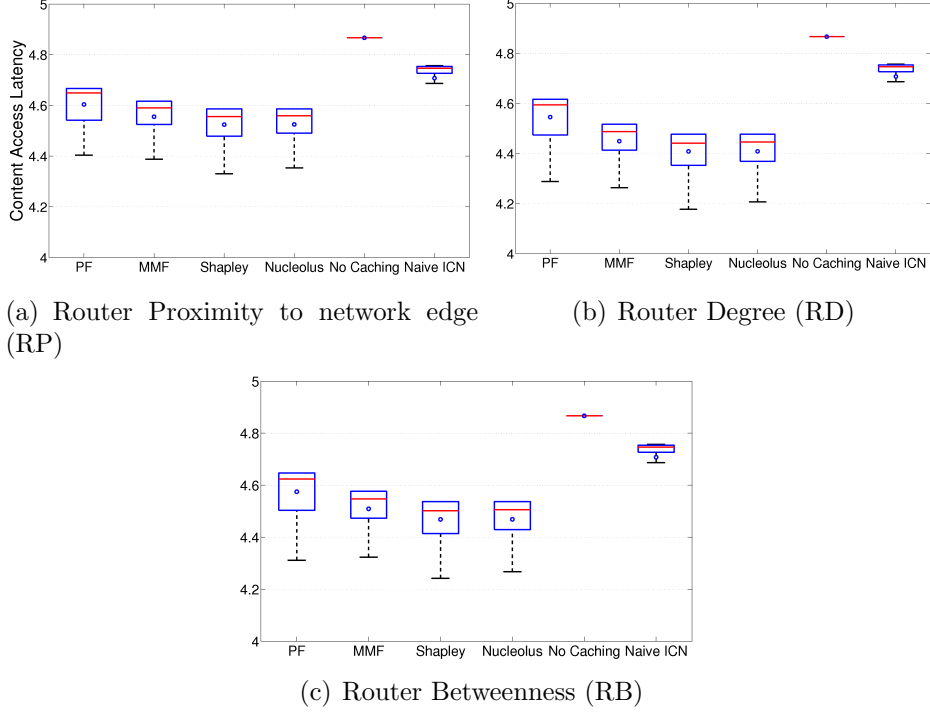 5
4.8
4.6
4.4
4.2
4
Content Access Latency
PF MMF Shapley Nucleolus No Caching Naive ICN
(a) Router Proximity to network edge
(RP)
5
4.8
4.6
4.4
4.2
4
PF MMF Shapley Nucleolus No Caching Naive ICN
(b) Router Degree (RD)
5
4.8
4.6
4.4
4.2
4
PF MMF Shapley Nucleolus No Caching Naive ICN
(c) Router Betweenness (RB)